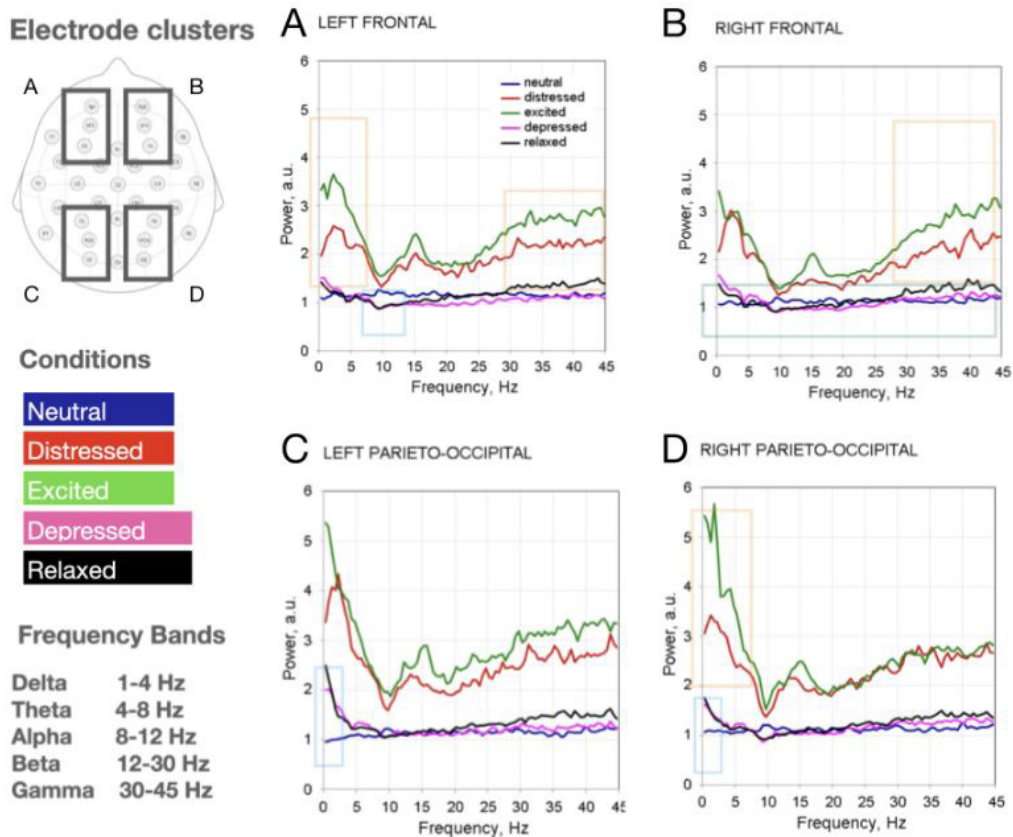 Electrode clusters
A
B
C
D
Conditions
Neutral
Distressed
Excited
Depressed
Relaxed
Frequency Bands
Delta 1-4 Hz
Theta 4-8 Hz
Alpha 8-12 Hz
Beta 12-30 Hz
Gamma 30-45 Hz
A LEFT FRONTAL
neutral
distressed
excited
depressed
relaxed
Power, a.u.
6
5
4
3
2
1
0
0 5 10 15 20 25 30 35 40 45
Frequency, Hz
B RIGHT FRONTAL
Power, a.u.
6
5
4
3
2
1
0
0 5 10 15 20 25 30 35 40 45
Frequency, Hz
C LEFT PARIETO-OCCIPITAL
Power, a.u.
6
5
4
3
2
1
0
0 5 10 15 20 25 30 35 40 45
Frequency, Hz
D RIGHT PARIETO-OCCIPITAL
Power, a.u.
6
5
4
3
2
1
0
0 5 10 15 20 25 30 35 40 45
Frequency, Hz